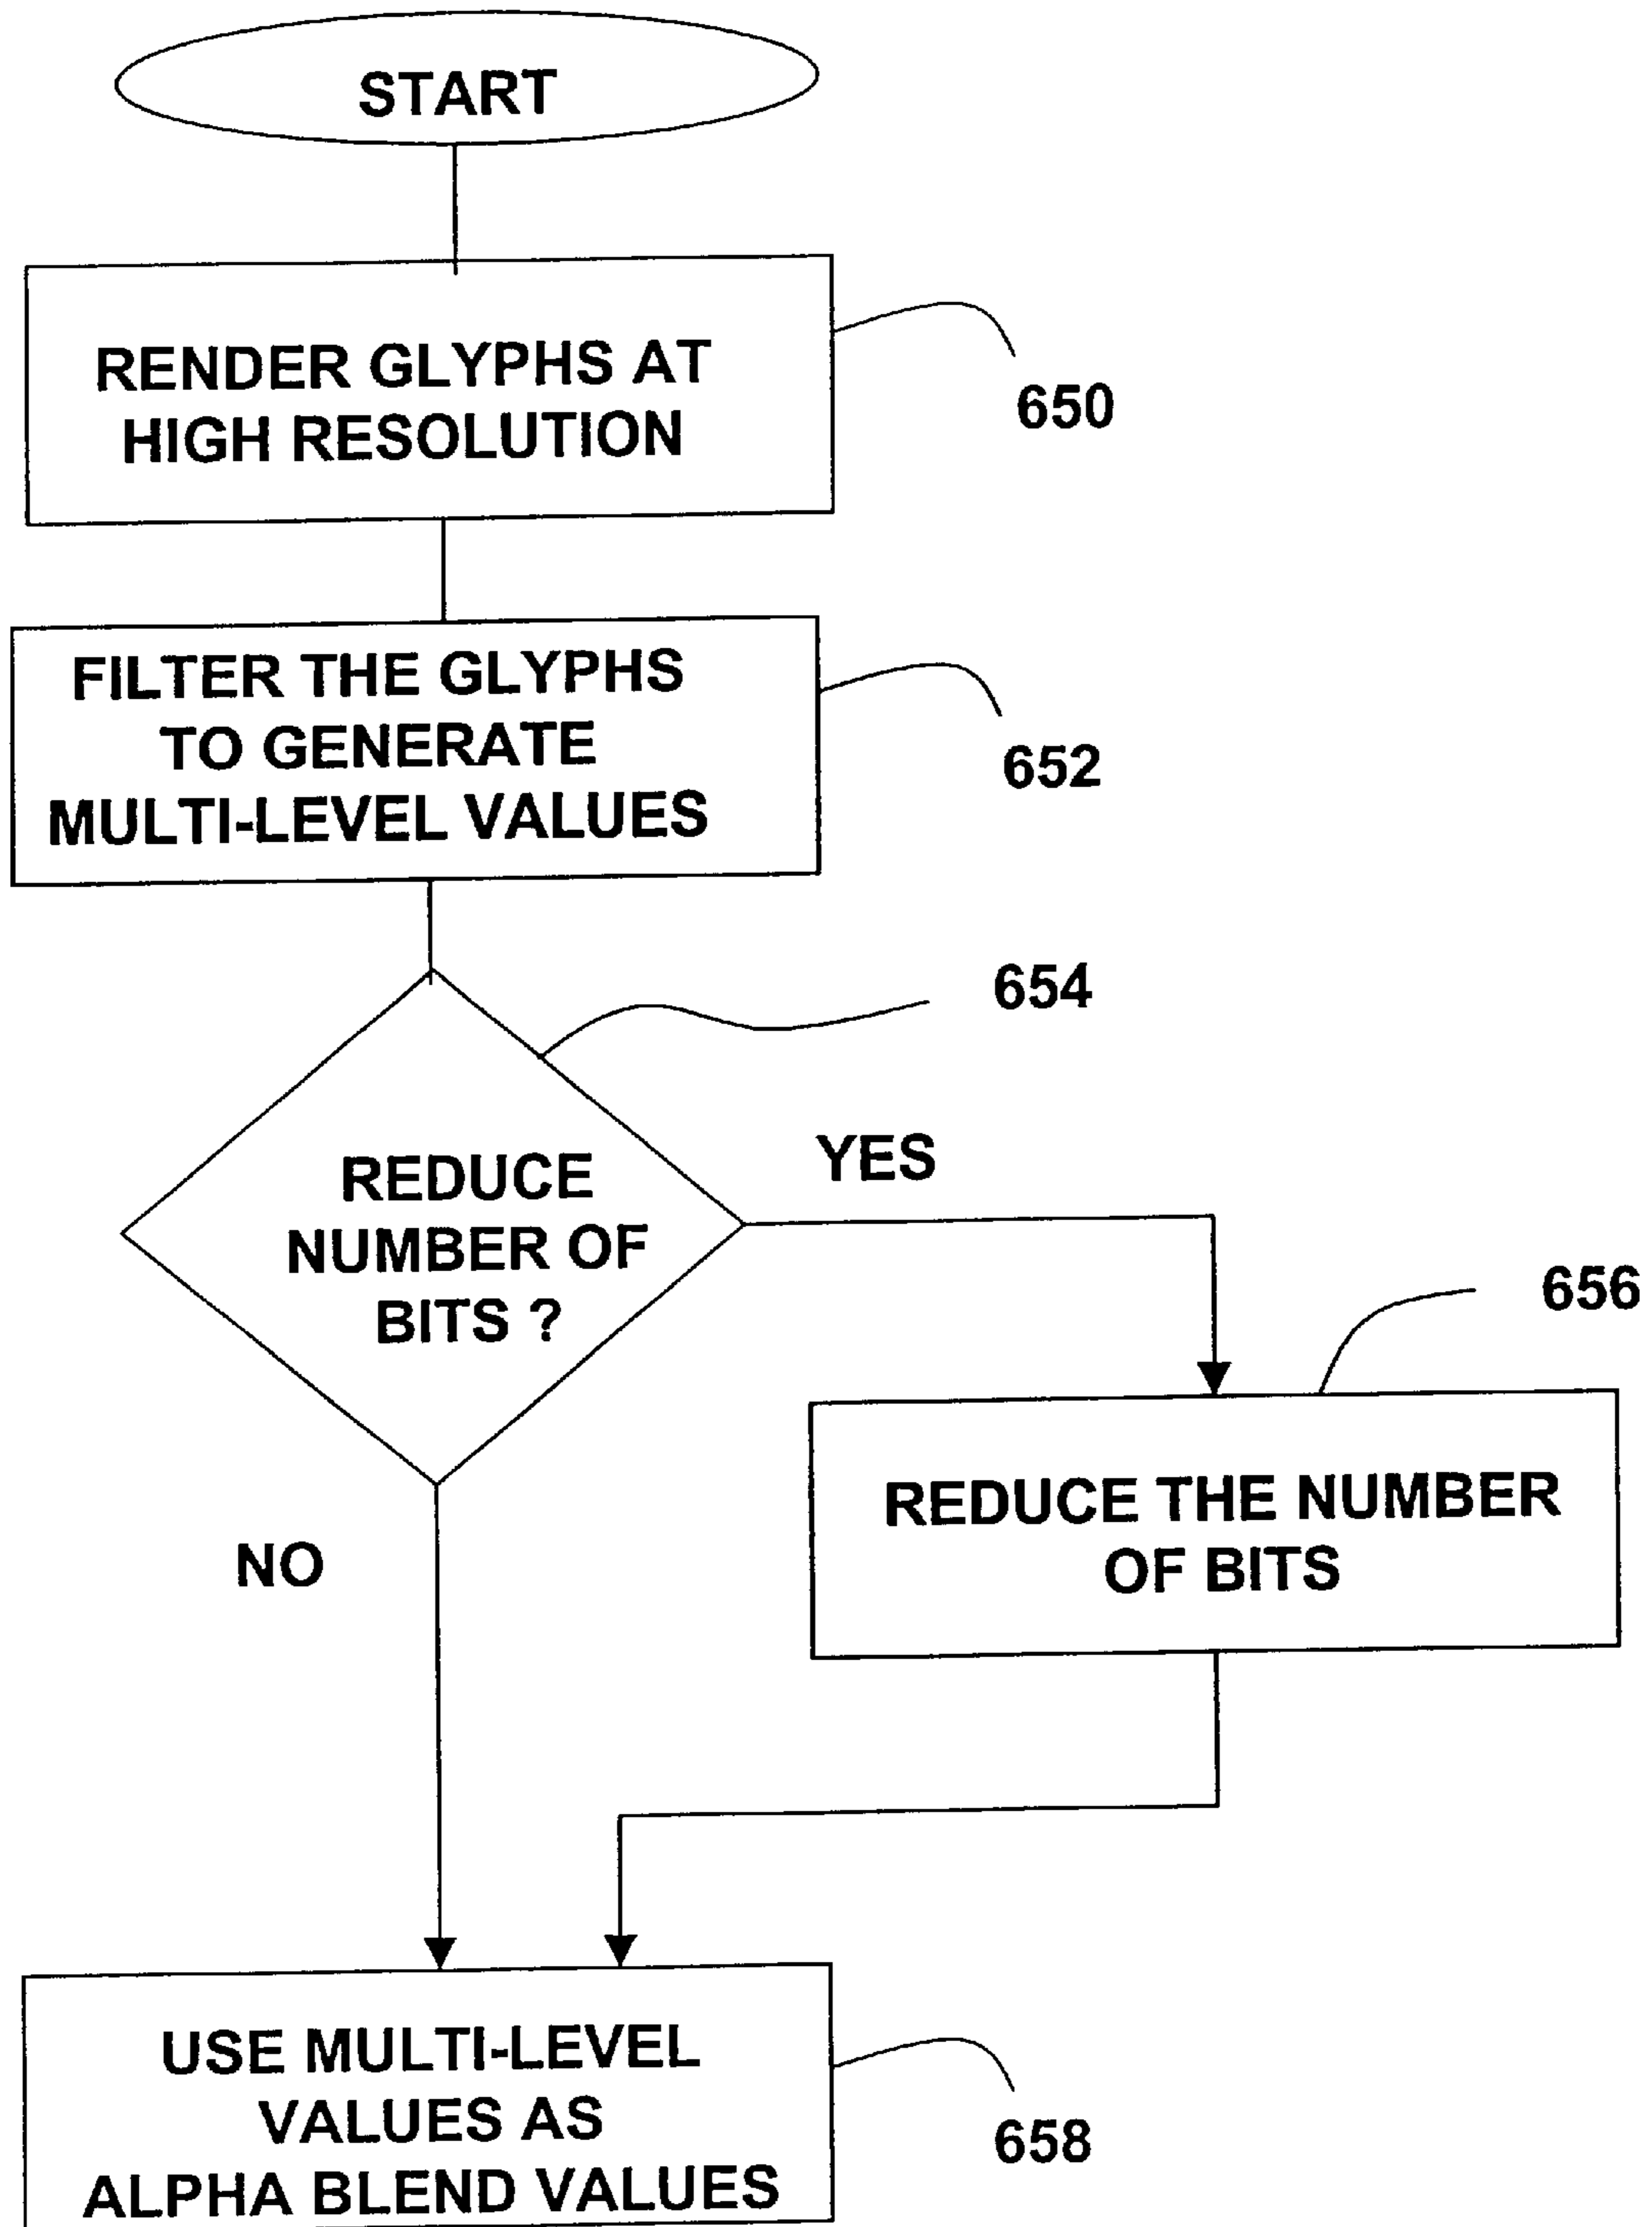 START
RENDER GLYPHS AT
HIGH RESOLUTION
650
FILTER THE GLYPHS
TO GENERATE
MULTI-LEVEL VALUES
652
654
REDUCE
NUMBER OF
BITS ?
YES
656
REDUCE THE NUMBER
OF BITS
NO
USE MULTI-LEVEL
VALUES AS
ALPHA BLEND VALUES
658